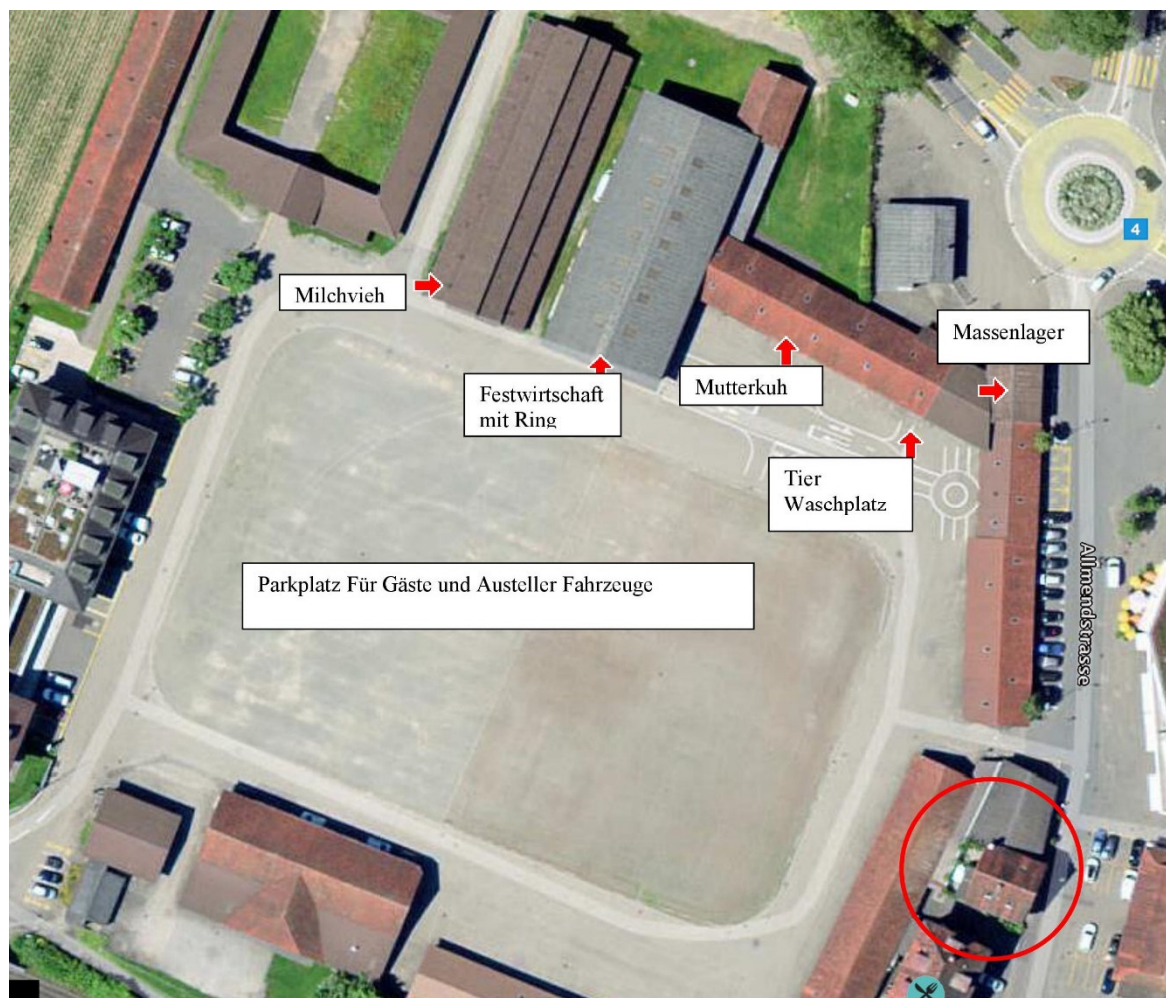 4
Milchvieh
Massenlager
Festwirtschaft
mit Ring
Mutterkuh
Tier
Waschplatz
Parkplatz Für Gäste und Austeller Fahrzeuge
Allmendstrasse